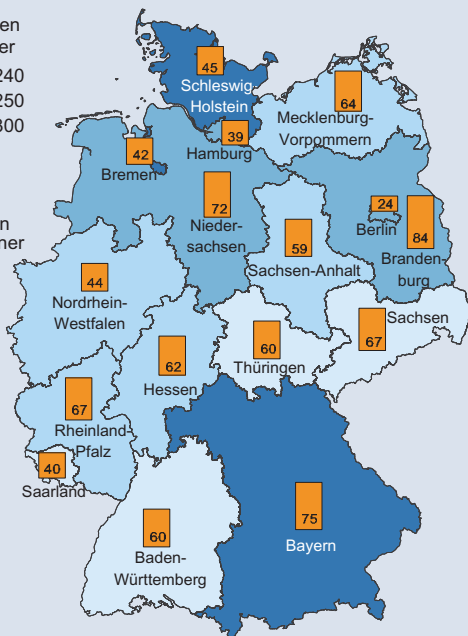 en
er
240
250
300
n
ner
45
Schleswig-
Holstein
64
Mecklenburg-
Vorpommern
39
Hamburg
42
Bremen
72
Nieder-
sachsen
24
Berlin
84
Branden-
burg
59
Sachsen-Anhalt
44
Nordrhein-
Westfalen
62
Hessen
60
Thüringen
Sachsen
67
67
Rheinland-
Pfalz
40
Saarland
60
Baden-
Württemberg
75
Bayern